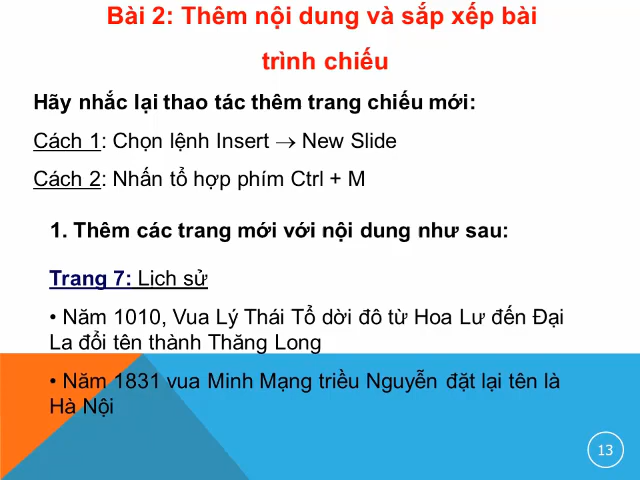 Bài 2: Thêm nội dung và sắp xếp bài
trình chiếu
Hãy nhắc lại thao tác thêm trang chiếu mới:
Cách 1: Chọn lệnh Insert → New Slide
Cách 2: Nhấn tổ hợp phím Ctrl + M
1. Thêm các trang mới với nội dung như sau:
Trang 7: Lich sử
• Năm 1010, Vua Lý Thái Tổ dời đô từ Hoa Lư đến Đại
La đổi tên thành Thăng Long
• Năm 1831 vua Minh Mạng triều Nguyễn đặt lại tên là
Hà Nội
13